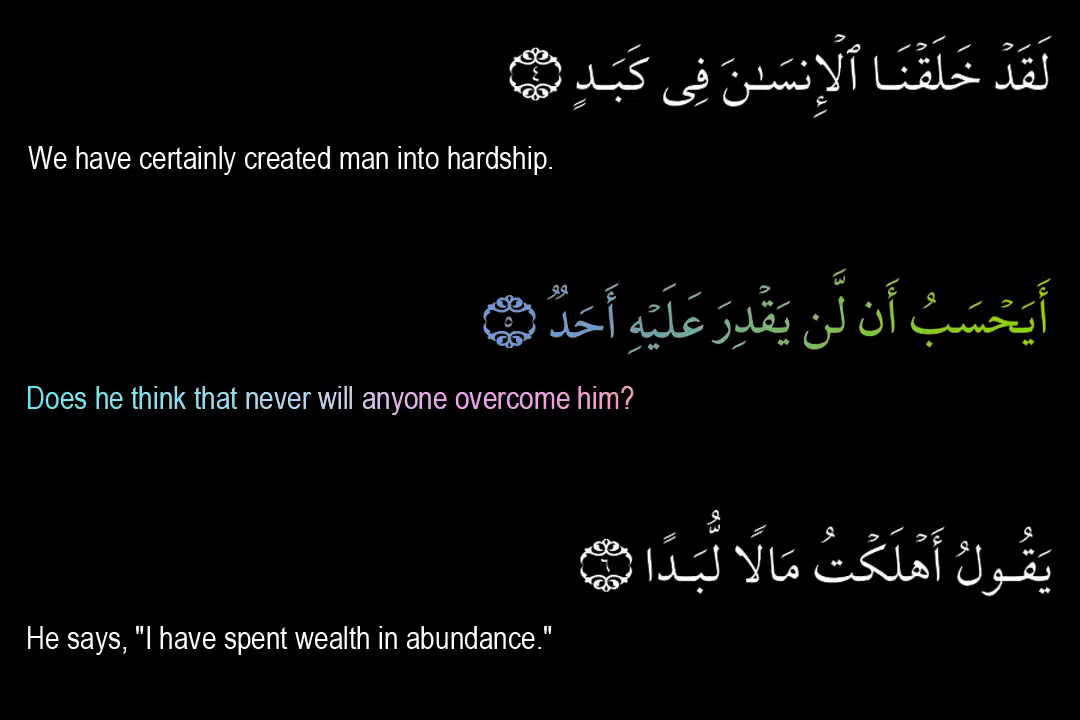 لَقَدْ خَلَقْنَا ٱلْإِنسَـٰنَ فِى كَبَدٍ ٤
We have certainly created man into hardship.
أَيَحْسَبُ أَن لَّن يَقْدِرَ عَلَيْهِ أَحَدٌ ٥
Does he think that never will anyone overcome him?
يَقُولُ أَهْلَكْتُ مَالًا لُّبَدًا ٦
He says, "I have spent wealth in abundance."